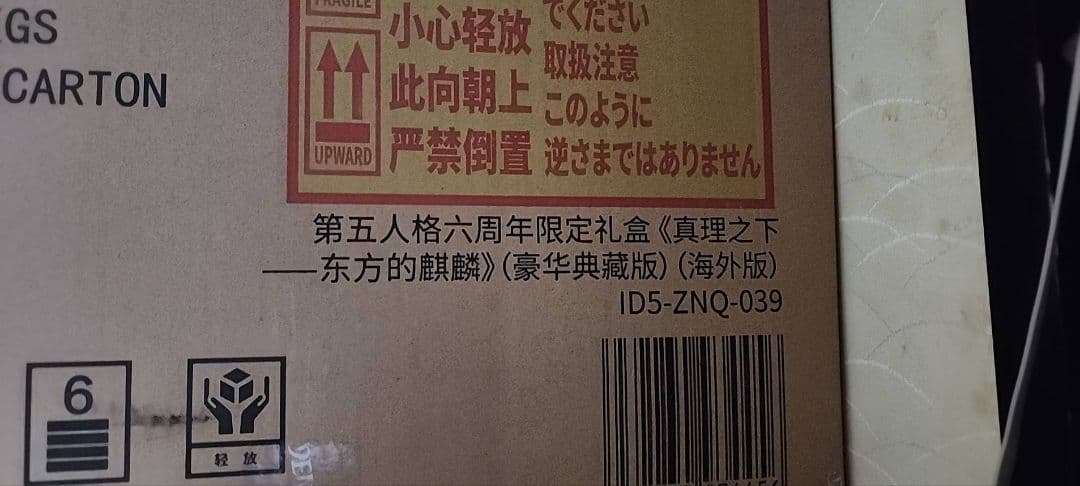 GS
CARTON
FRAGILE
小心轻放
でください
取扱注意
此向朝上
このように
UPWARD
严禁倒置
逆さまではありません
第五人格六周年限定礼盒《真理之下
——东方的麒麟》（豪华典藏版）（海外版）
ID5-ZNQ-039
6
轻放